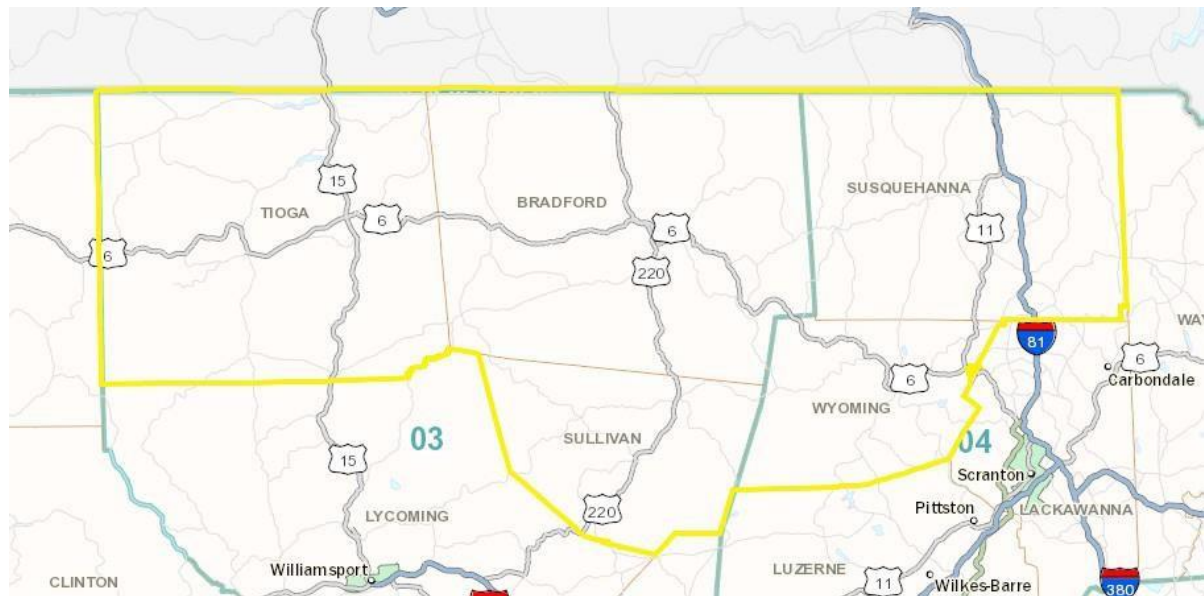 15
SUSQUEHANNA
TIOGA
BRADFORD
6
6
6
11
220
81
WAY
6
6
Carbondale
WYOMING
03
SULLIVAN
04
15
Scranton
220
Pittston
LYCOMING
LACKAWANNA
Williamsport
LUZERNE
CLINTON
11
Wilkes-Barre
380